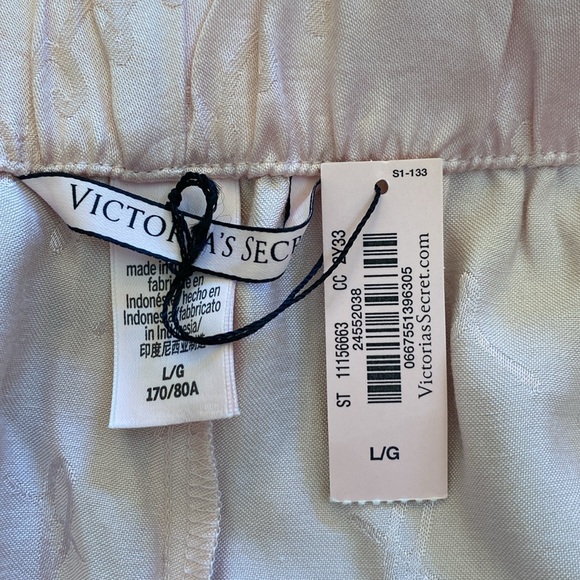 VICTORIA'S SECRET
made in
fabriqué en
Indonésie/hecho en
Indonesia/fabbricato
in Indonesia/
印度尼西亚制造
L/G
170/80A
S1-133
ST 11156663 CC
24552038
0667551396305
VictoriasSecret.com
L/G